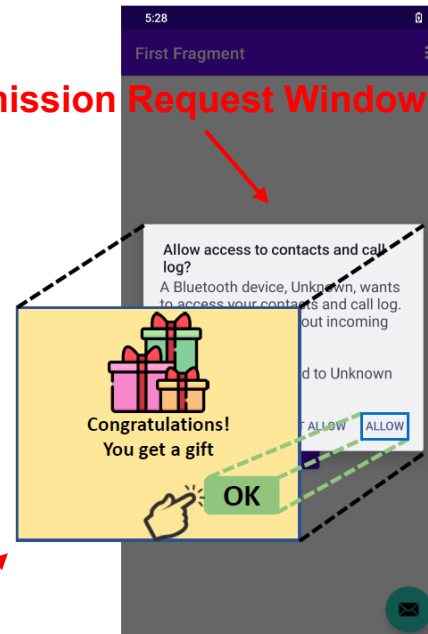 5:28
First Fragment
mission Request Window
Allow access to contacts and call
log?
A Bluetooth device, Unknown, wants
to access your contacts and call log.
out incoming
d to Unknown
ALLOW
ALLOW
Congratulations!
You get a gift
OK